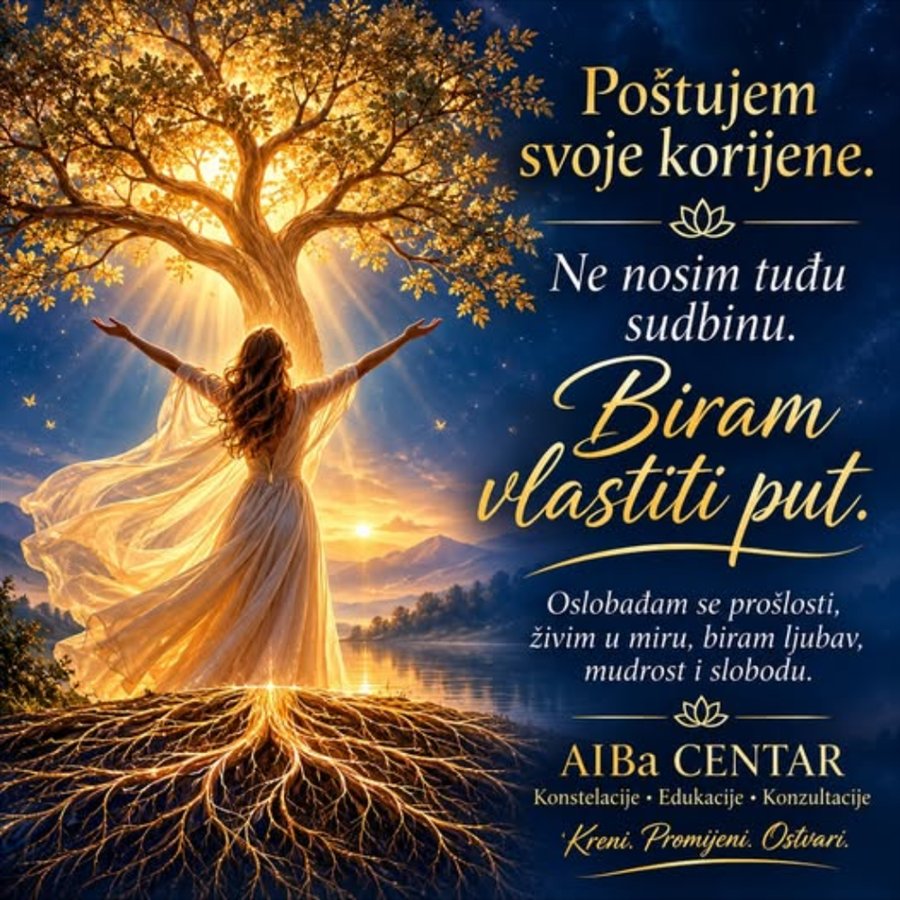 Poštujem
svoje korijene.
Ne nosim tuđu
sudbinu.
Biram
vlastiti put.
Oslobađam se prošlosti,
živim u miru, biram ljubav,
mudrost i slobodu.
AIBa CENTAR
Konstelacije • Edukacije • Konzultacije
Kreni. Promijeni. Ostvari.